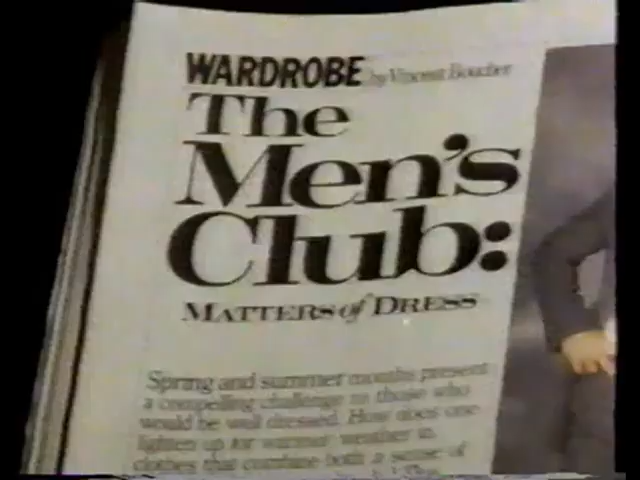 WARDROBE by Vincent Boucher
The
Men's
Club:
MATTERS of DRESS
Spring and summer months present
a compelling challenge to those who
would be well dressed. How does one
lighten up for warmer weather in
clothes that combine both a sense of